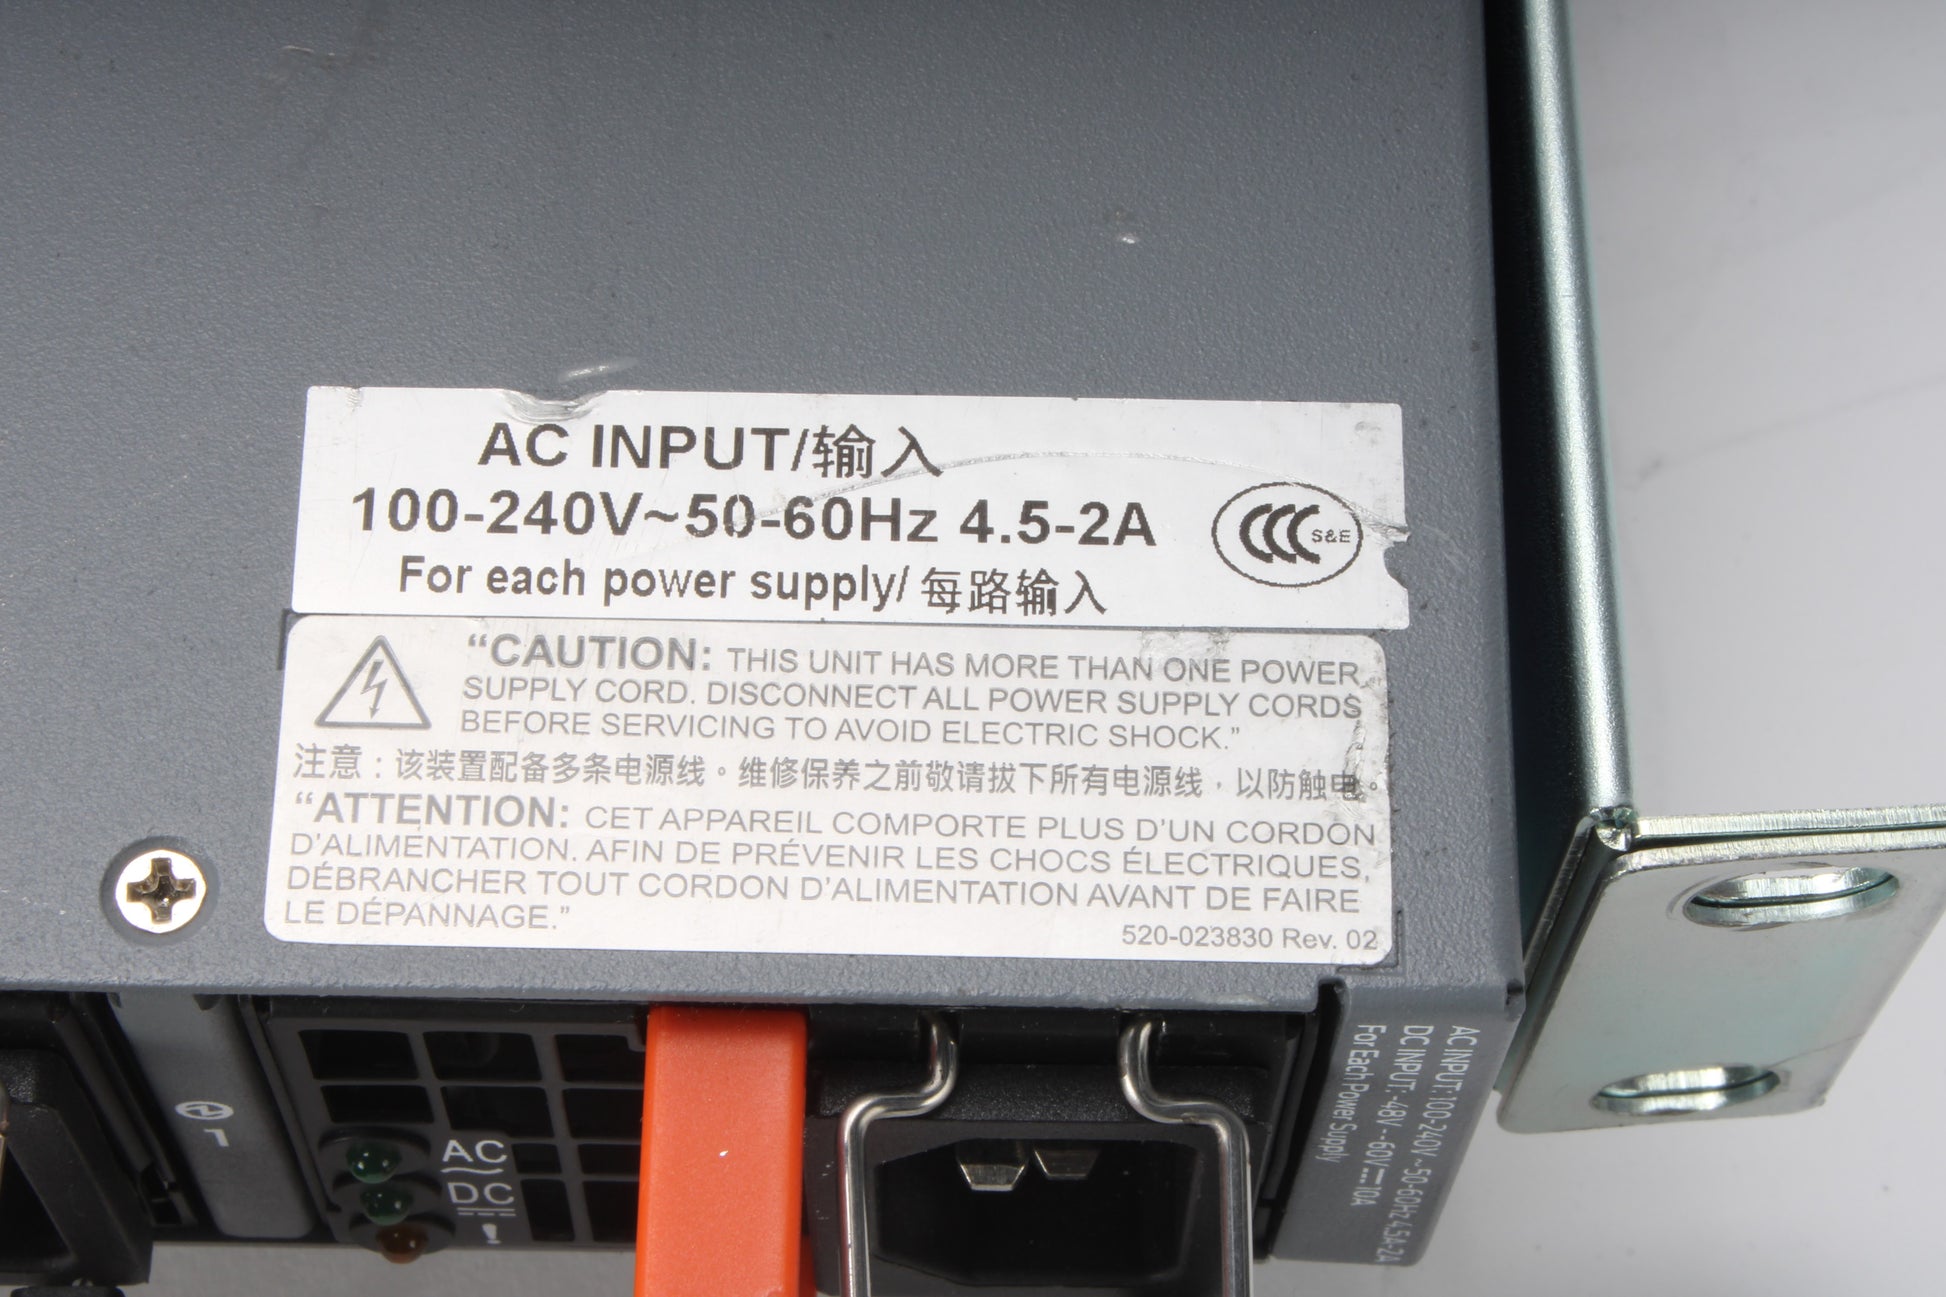 AC INPUT/输入
100-240V~50-60Hz 4.5-2A
For each power supply/ 每路输入
CCC S&E
“CAUTION: THIS UNIT HAS MORE THAN ONE POWER
SUPPLY CORD. DISCONNECT ALL POWER SUPPLY CORDS
BEFORE SERVICING TO AVOID ELECTRIC SHOCK.”
注意：该装置配备多条电源线。维修保养之前敬请拔下所有电源线，以防触电。
“ATTENTION: CET APPAREIL COMPORTE PLUS D’UN CORDON
D’ALIMENTATION. AFIN DE PRÉVENIR LES CHOCS ÉLECTRIQUES,
DÉBRANCHER TOUT CORDON D’ALIMENTATION AVANT DE FAIRE
LE DÉPANNAGE.”
520-023830 Rev. 02
1
AC
DC
!
AC INPUT:100-240V~50-60Hz 4.5A-2A
DC INPUT:-48V--60V⎓10A
For Each Power Supply